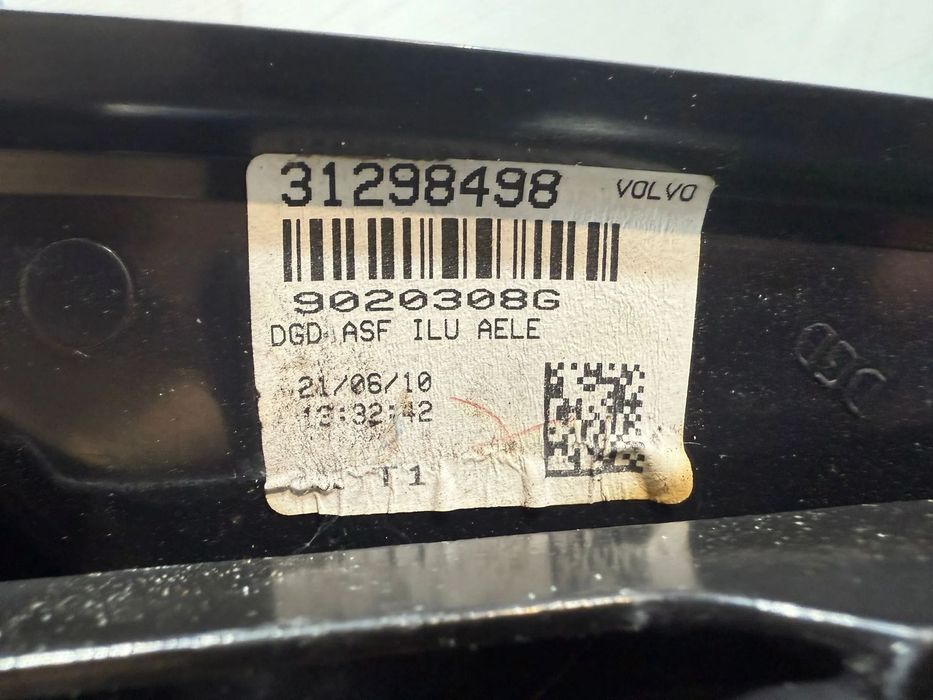 31298498 VOLVO
9020308G
DGD ASF ILU AELE
21/06/10
13:32:42
T1